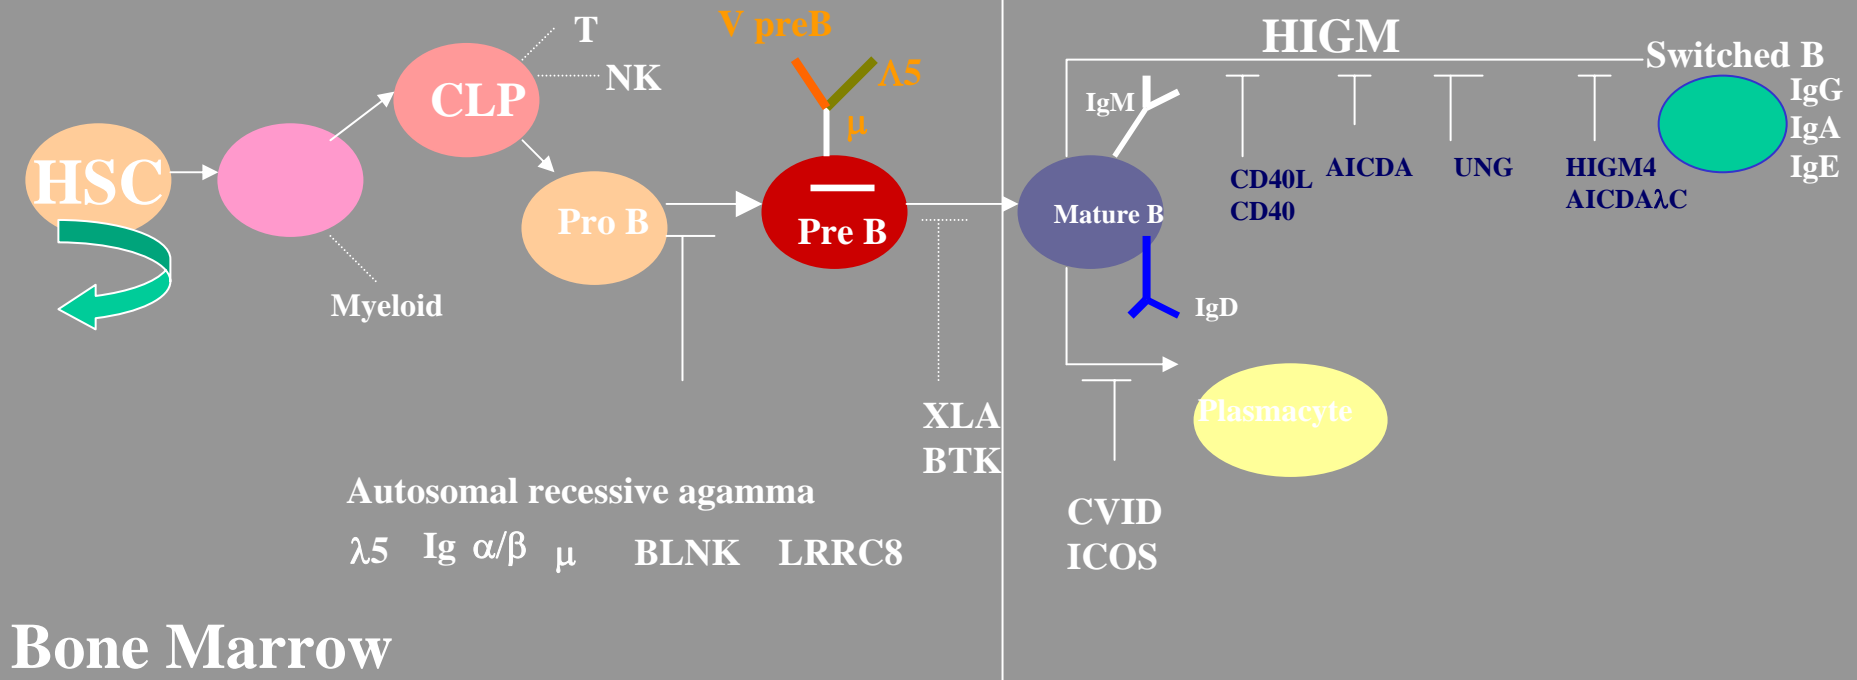 T
NK
CLP
HSC
Myeloid
Pro B
V preB
Λ5
μ
Pre B
XLA
BTK
Autosomal recessive agamma
λ5 Ig α/β μ BLNK LRRC8
Bone Marrow
HIGM
Switched B
IgG
IgA
IgE
IgM
Mature B
IgD
CD40L
CD40
AICDA
UNG
HIGM4
AICDAλC
Plasmacyte
CVID
ICOS